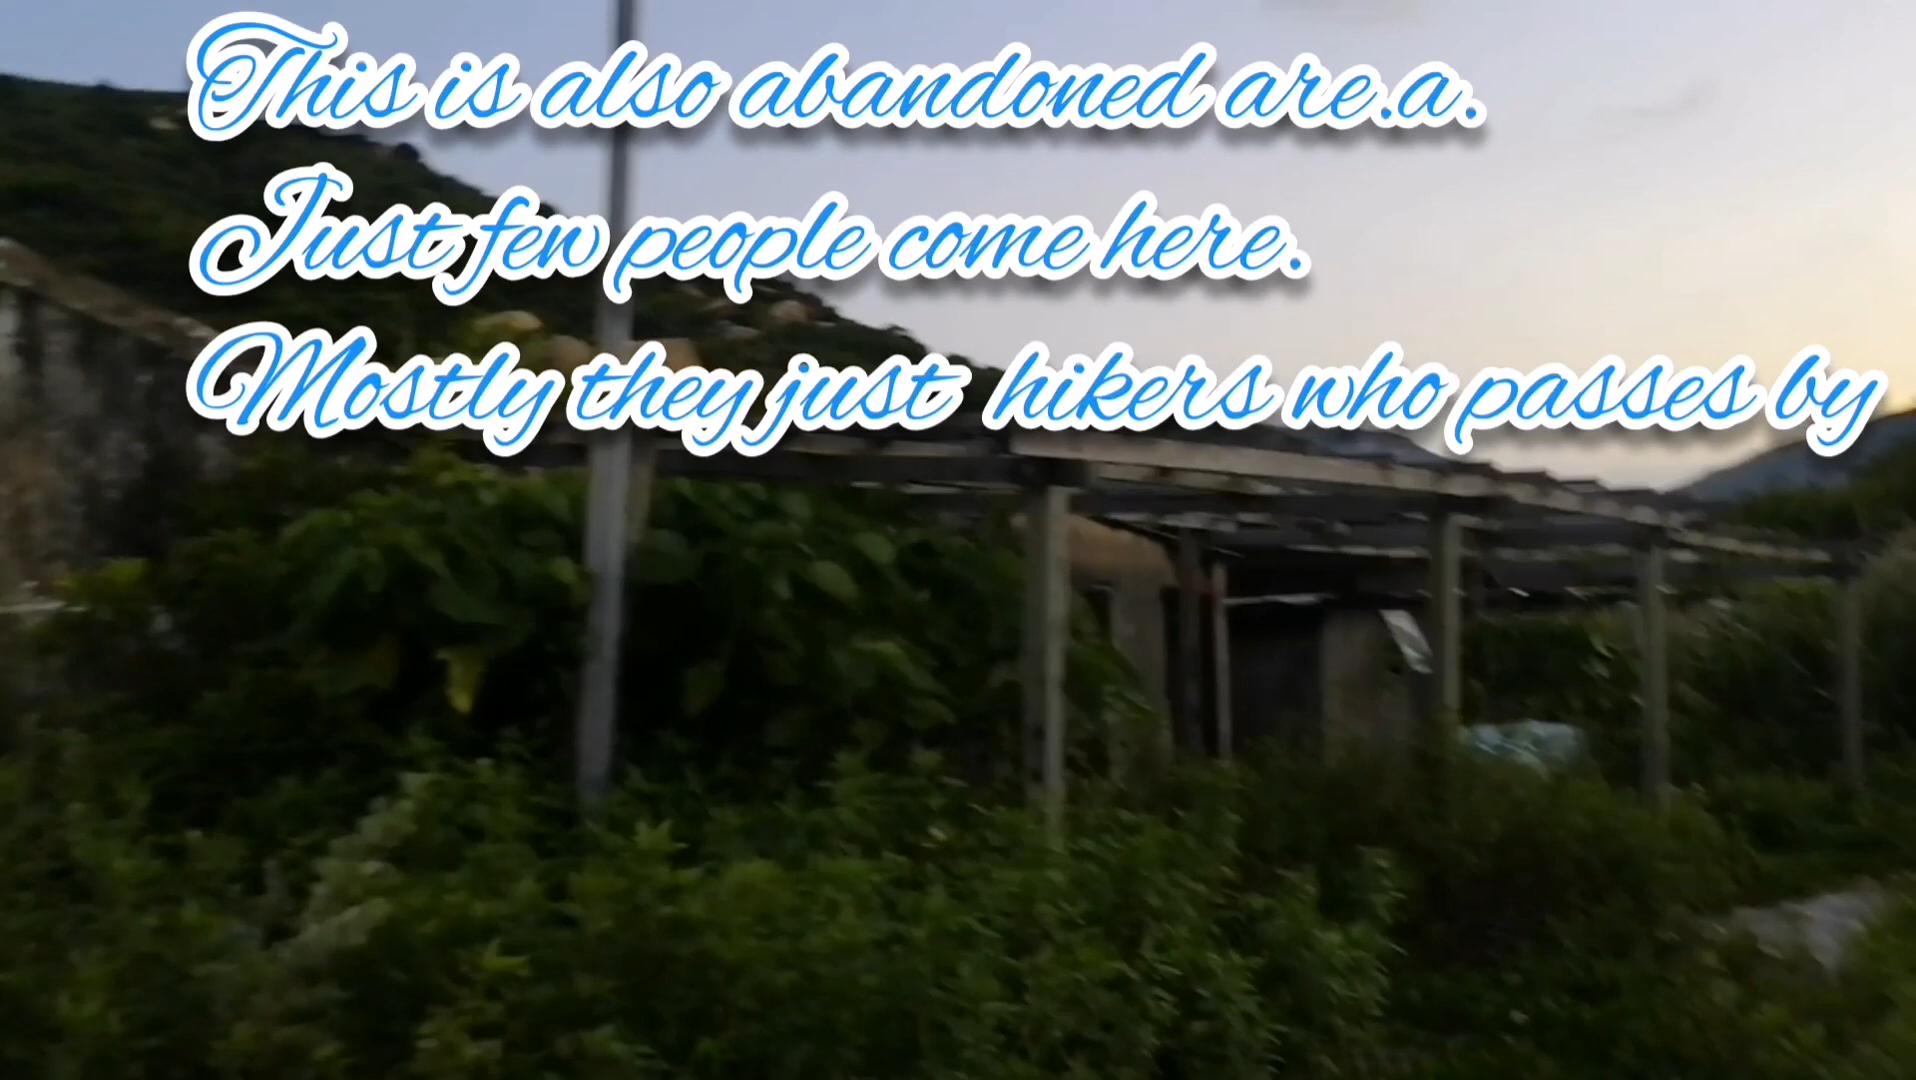 This is also abandoned are.a.
Just few people come here.
Mostly they just hikers who passes by